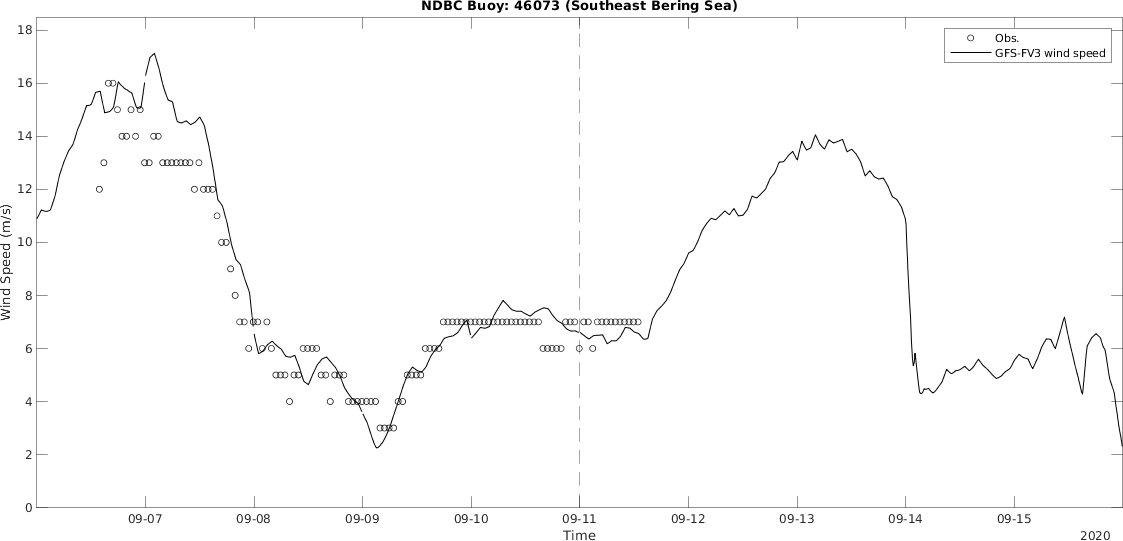 NDBC Buoy: 46073 (Southeast Bering Sea)
Obs.
GFS-FV3 wind speed
Wind Speed (m/s)
18
16
14
12
10
8
6
4
2
0
09-07 09-08 09-09 09-10 09-11 09-12 09-13 09-14 09-15
Time
2020